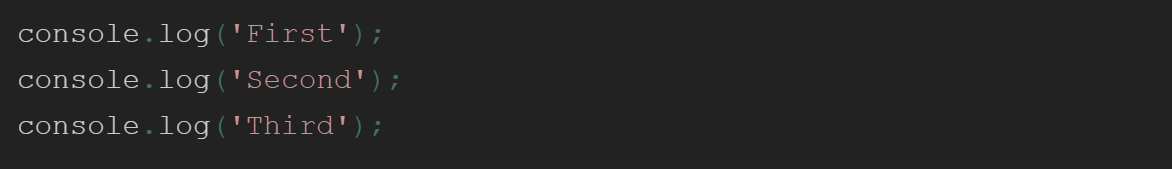 console.log('First');
console.log('Second');
console.log('Third');